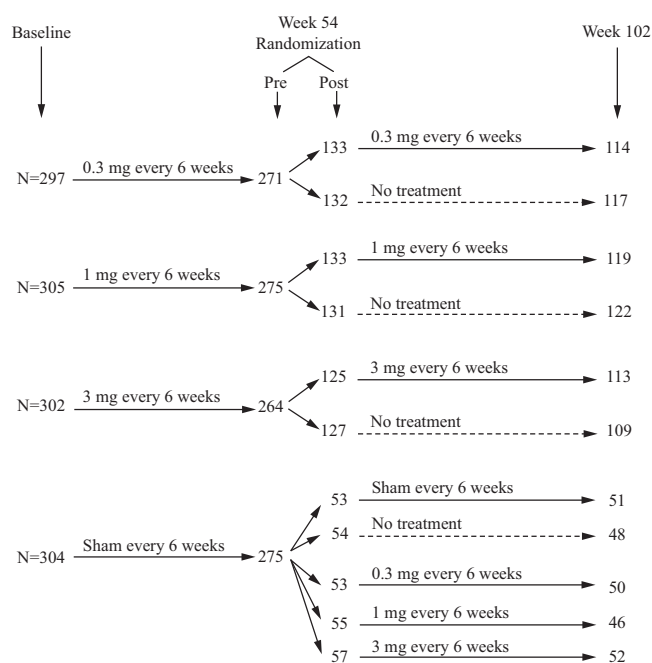 Baseline
Week 54
Randomization
Week 102
Pre
Post
133 0.3 mg every 6 weeks 114
N=297 0.3 mg every 6 weeks 271
132 No treatment 117
133 1 mg every 6 weeks 119
N=305 1 mg every 6 weeks 275
131 No treatment 122
125 3 mg every 6 weeks 113
N=302 3 mg every 6 weeks 264
127 No treatment 109
53 Sham every 6 weeks 51
54 No treatment 48
N=304 Sham every 6 weeks 275
53 0.3 mg every 6 weeks 50
55 1 mg every 6 weeks 46
57 3 mg every 6 weeks 52